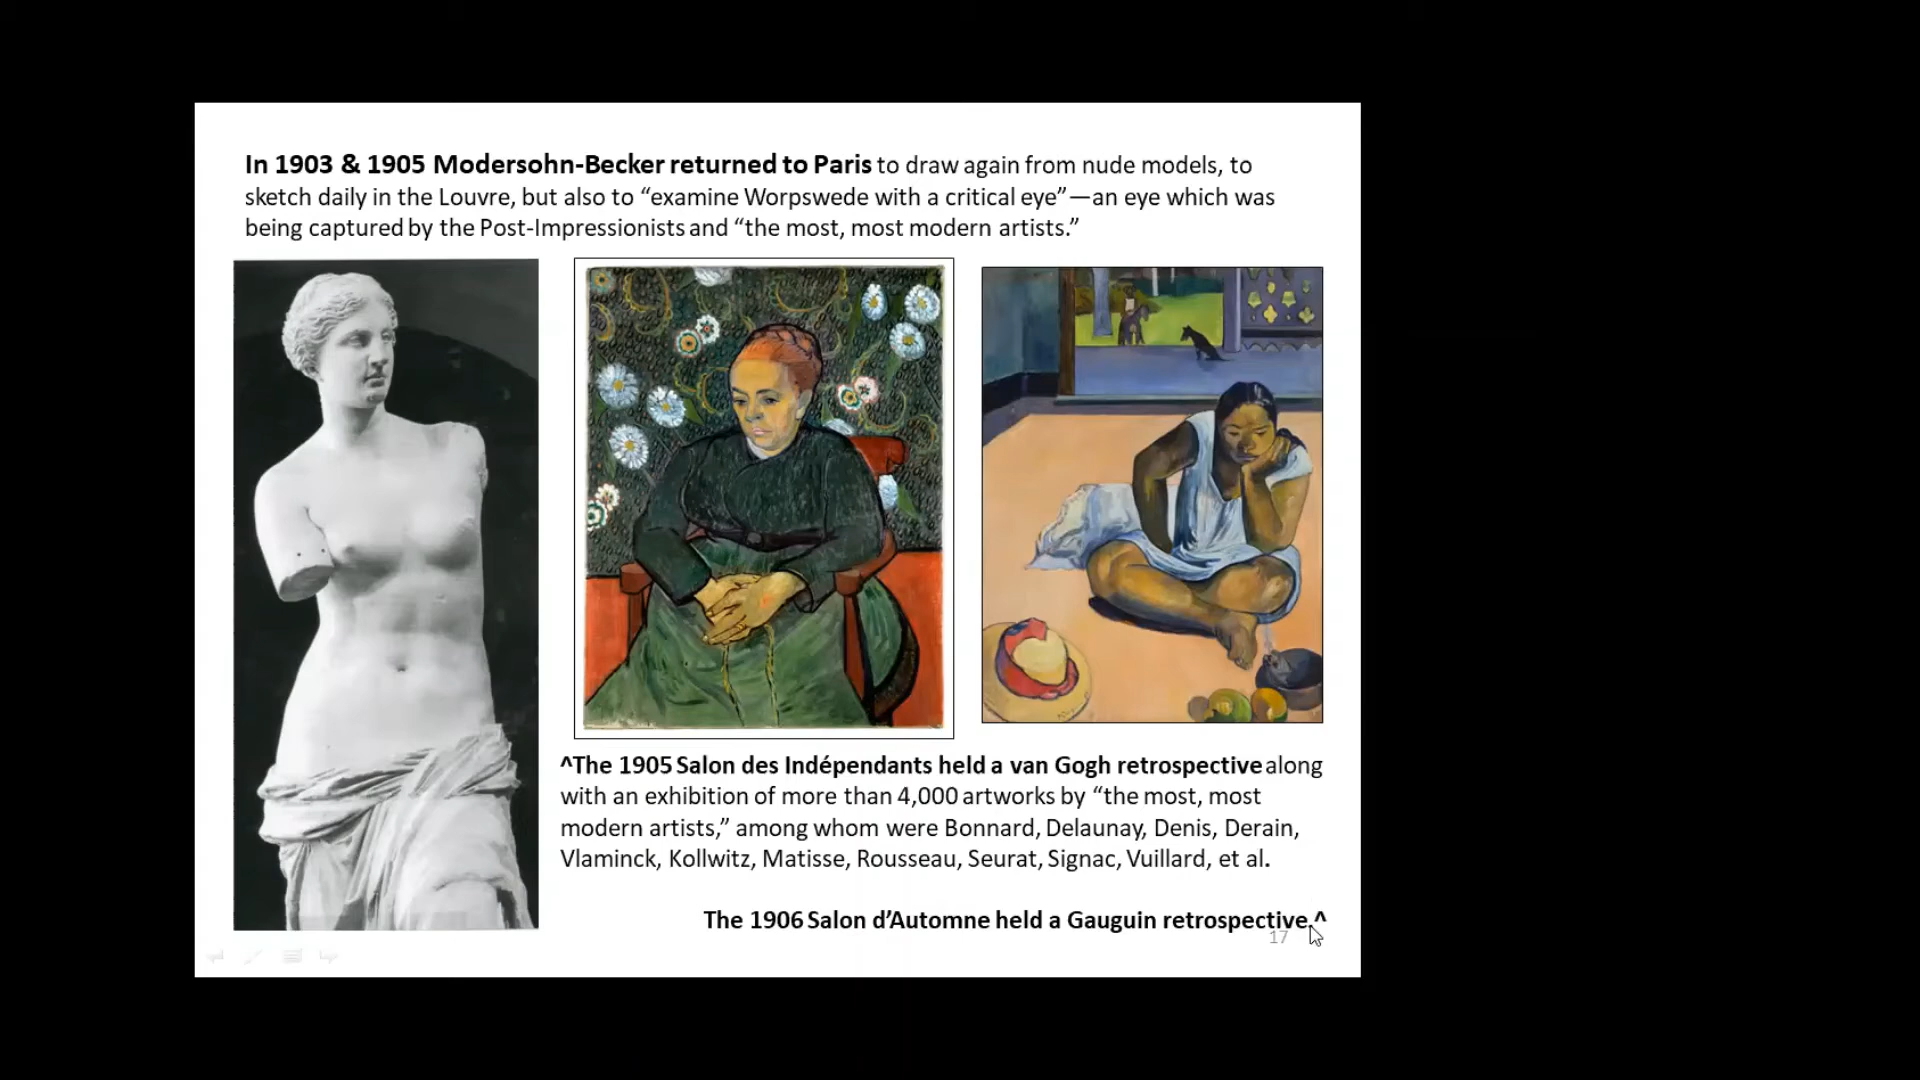 In 1903 & 1905 Modersohn-Becker returned to Paris to draw again from nude models, to
sketch daily in the Louvre, but also to “examine Worpswede with a critical eye”—an eye which was
being captured by the Post-Impressionists and “the most, most modern artists.”
^The 1905 Salon des Indépendants held a van Gogh retrospective along
with an exhibition of more than 4,000 artworks by “the most, most
modern artists,” among whom were Bonnard, Delaunay, Denis, Derain,
Vlaminck, Kollwitz, Matisse, Rousseau, Seurat, Signac, Vuillard, et al.
The 1906 Salon d’Automne held a Gauguin retrospective.^
17